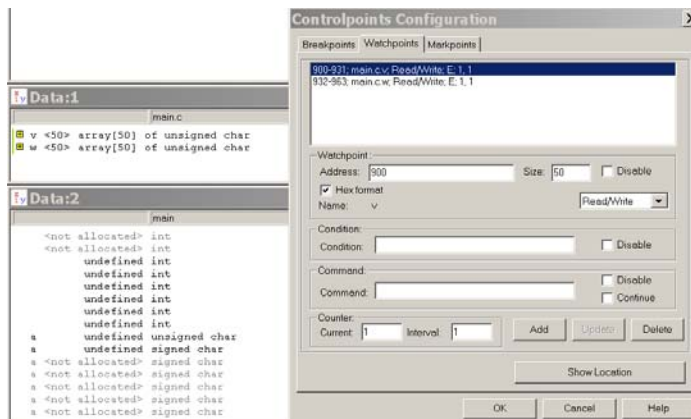 Data:1
main.c
v <50> array[50] of unsigned char
w <50> array[50] of unsigned char
Data:2
main
<not allocated> int
<not allocated> int
undefined int
undefined int
undefined int
undefined int
undefined int
undefined int
a undefined unsigned char
a undefined signed char
a <not allocated> signed char
a <not allocated> signed char
a <not allocated> signed char
a <not allocated> signed char
a <not allocated> signed char
Controlpoints Configuration
Breakpoints Watchpoints Markpoints
900-931; main.c.v; Read/Write; E; 1, 1
932-963; main.c.w; Read/Write; E; 1, 1
Watchpoint:
Address: 900 Size: 50 Disable
Hex format
Name: v Read/Write
Condition:
Condition: Disable
Command:
Disable
Command: Continue
Counter:
Current: 1 Interval: 1 Add Update Delete
Show Location
OK Cancel Help